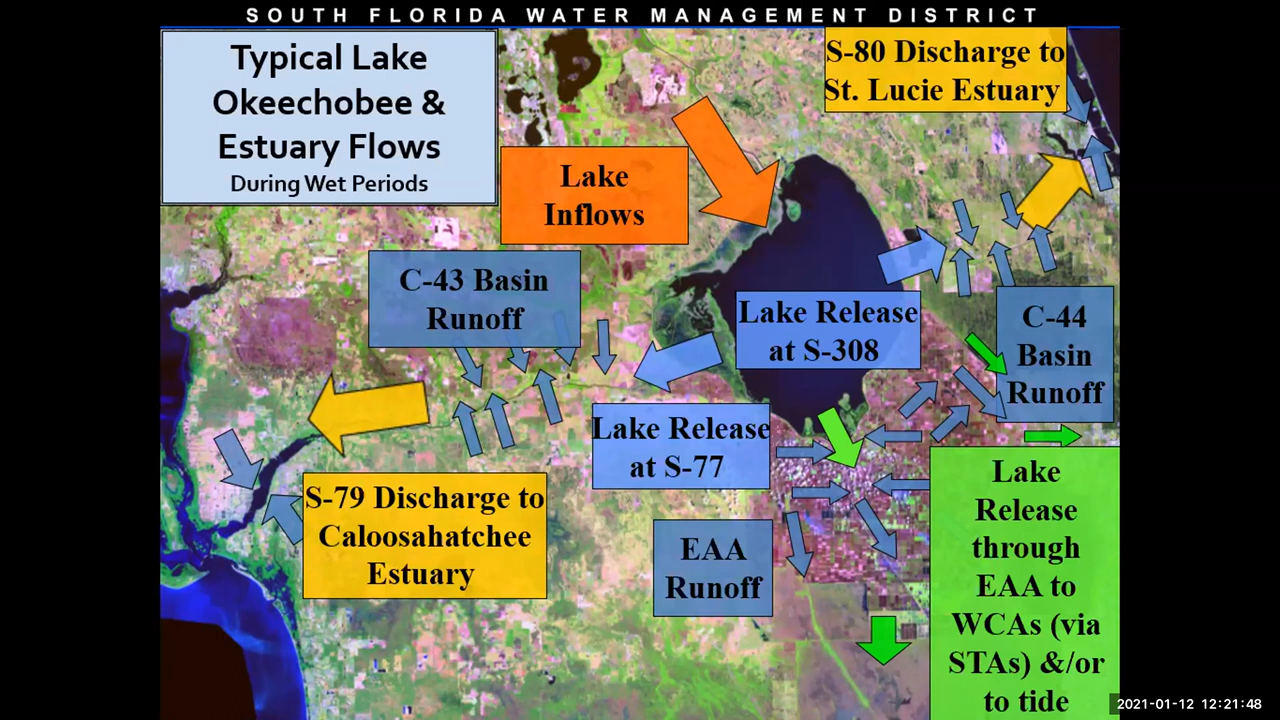 SOUTH FLORIDA WATER MANAGEMENT DISTRICT
Typical Lake
Okeechobee &
Estuary Flows
During Wet Periods
S-80 Discharge to
St. Lucie Estuary
Lake
Inflows
C-43 Basin
Runoff
Lake Release
at S-308
C-44
Basin
Runoff
Lake Release
at S-77
S-79 Discharge to
Caloosahatchee
Estuary
EAA
Runoff
Lake
Release
through
EAA to
WCAs (via
STAs) &/or
to tide
2021-01-12 12:21:48